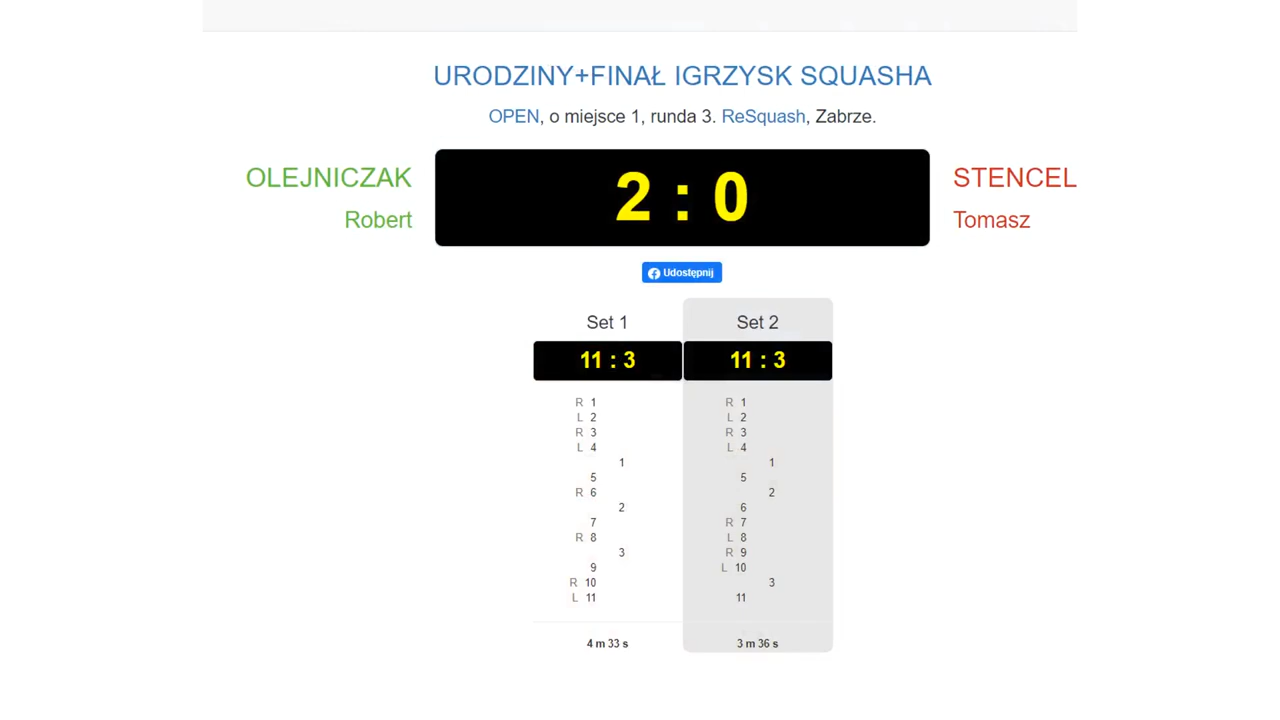 URODZINY+FINAŁ IGRZYSK SQUASHA
OPEN, o miejsce 1, runda 3. ReSquash, Zabrze.
OLEJNICZAK
Robert
2 : 0
STENCEL
Tomasz
Udostępnij
Set 1
11 : 3
R 1
L 2
R 3
L 4
1
5
R 6
2
7
R 8
3
9
R 10
L 11
4 m 33 s
Set 2
11 : 3
R 1
L 2
R 3
L 4
1
5
2
6
R 7
L 8
R 9
L 10
3
11
3 m 36 s